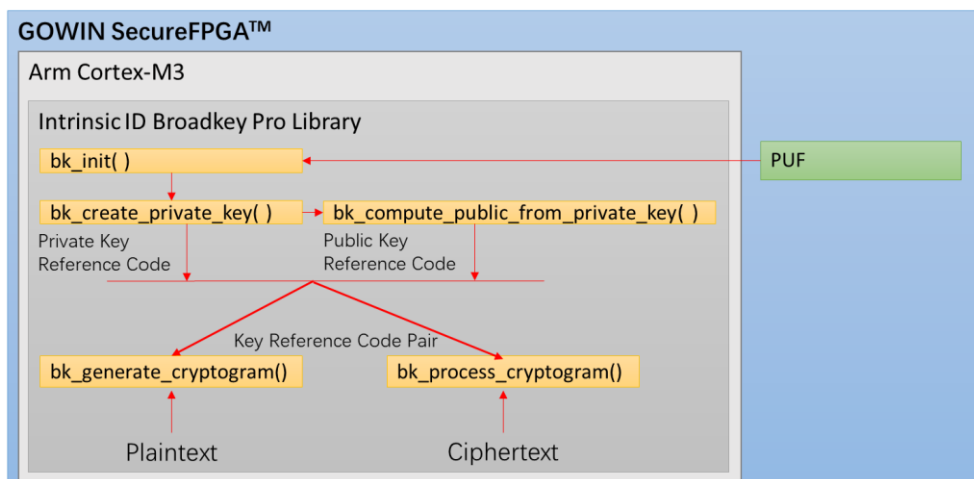 GOWIN SecureFPGA™
Arm Cortex-M3
Intrinsic ID Broadkey Pro Library
bk_init( )
PUF
bk_create_private_key( )
bk_compute_public_from_private_key( )
Private Key
Reference Code
Public Key
Reference Code
Key Reference Code Pair
bk_generate_cryptogram()
bk_process_cryptogram()
Plaintext
Ciphertext